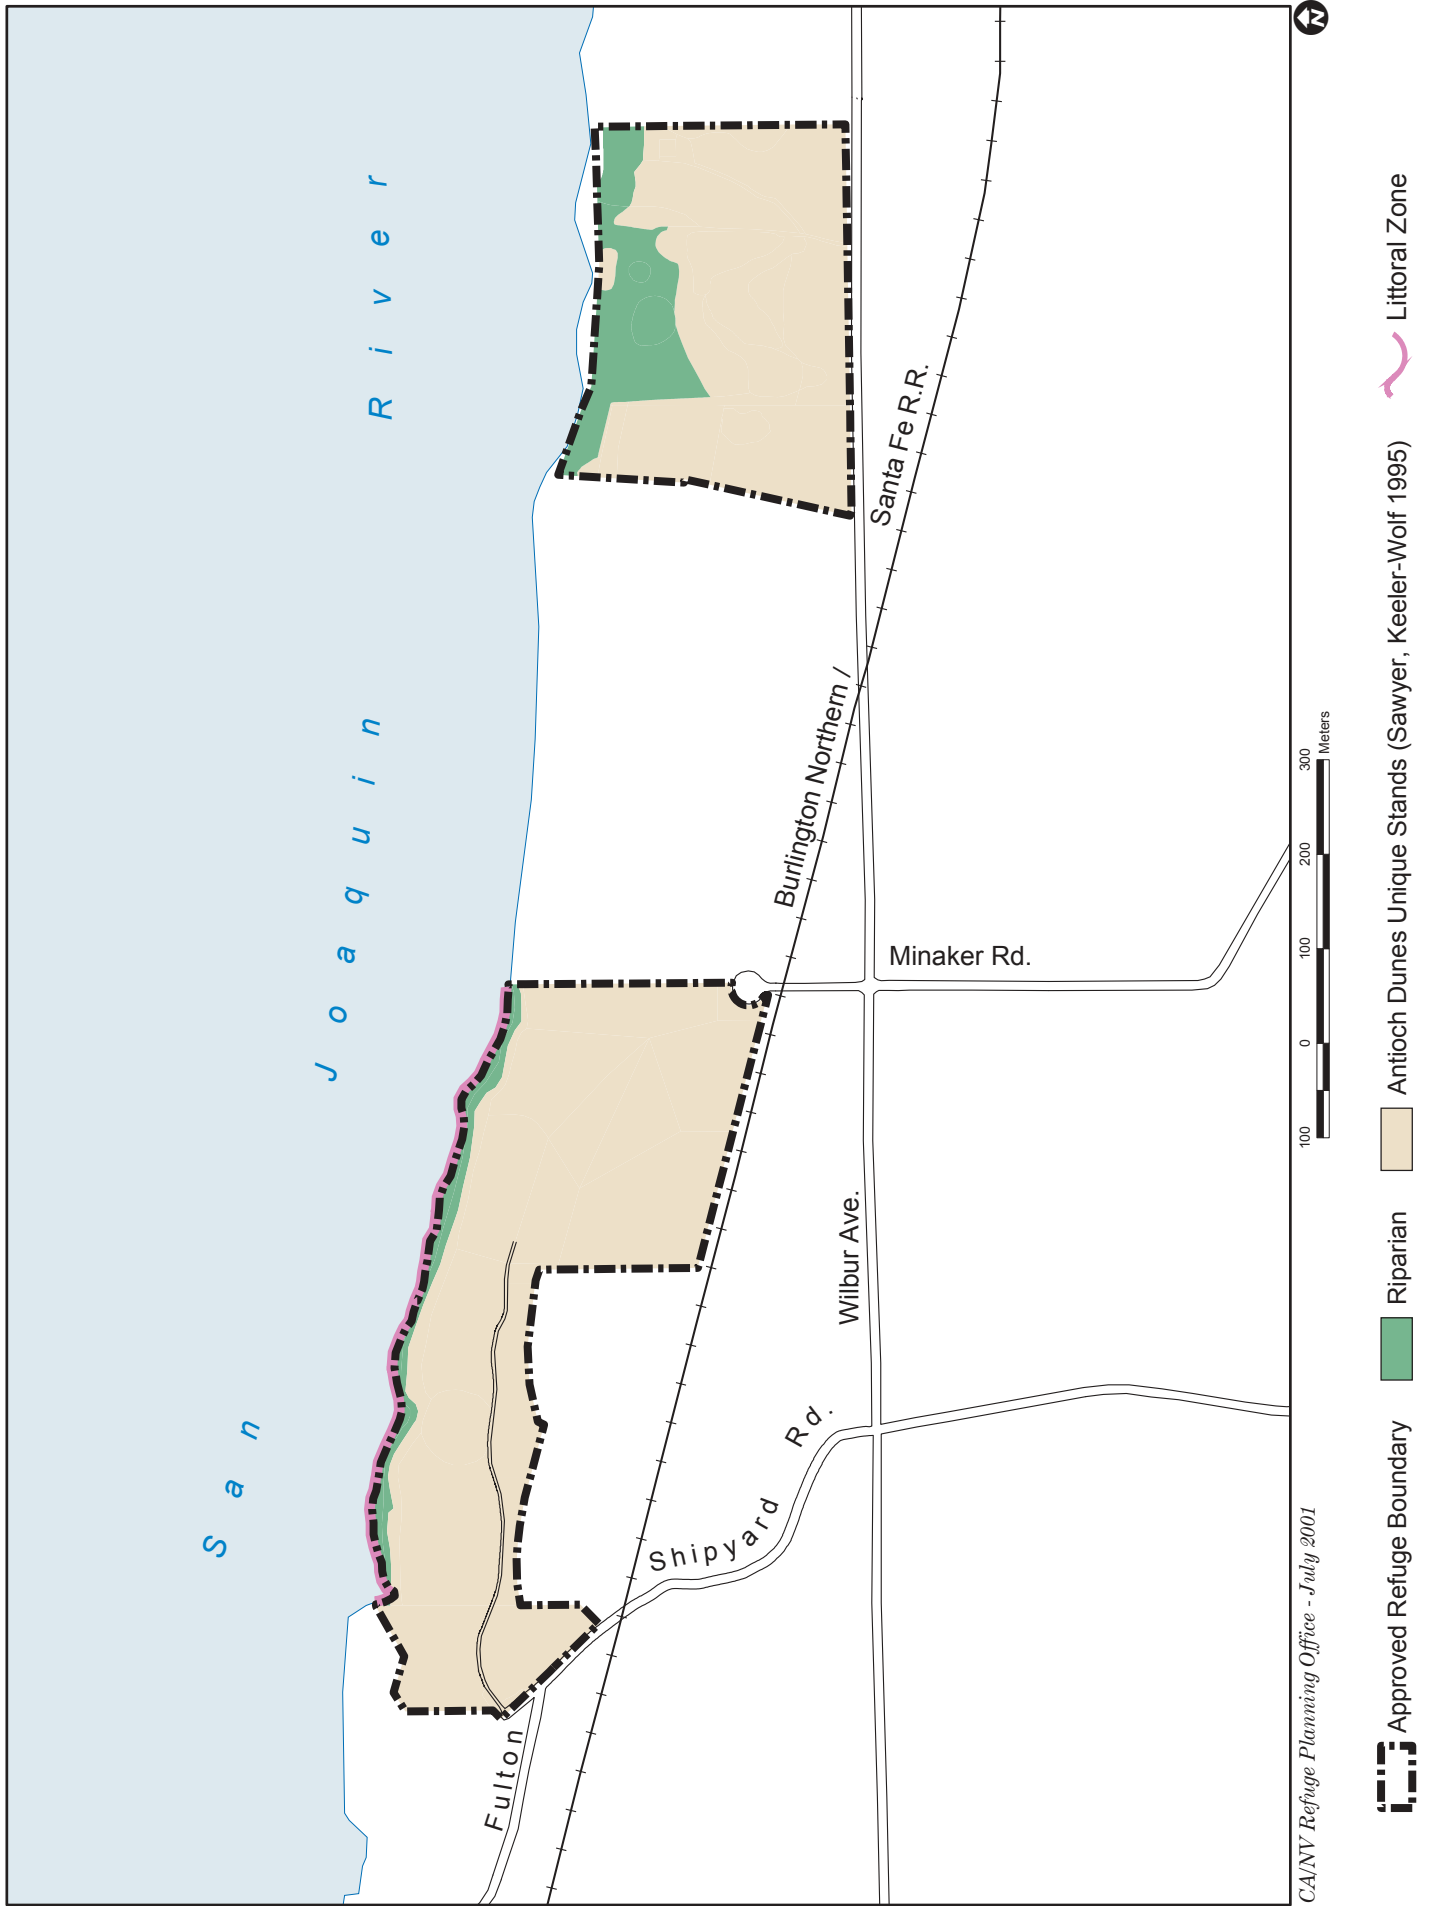 San Joaquin River
Burlington Northern /
Santa Fe R.R.
Wilbur Ave.
Minaker Rd.
Shipyard Rd.
Fulton
N
100 0 100 200 300
Meters
CA/NV Refuge Planning Office - July 2001
Approved Refuge Boundary
Riparian
Antioch Dunes Unique Stands (Sawyer, Keeler-Wolf 1995)
Littoral Zone